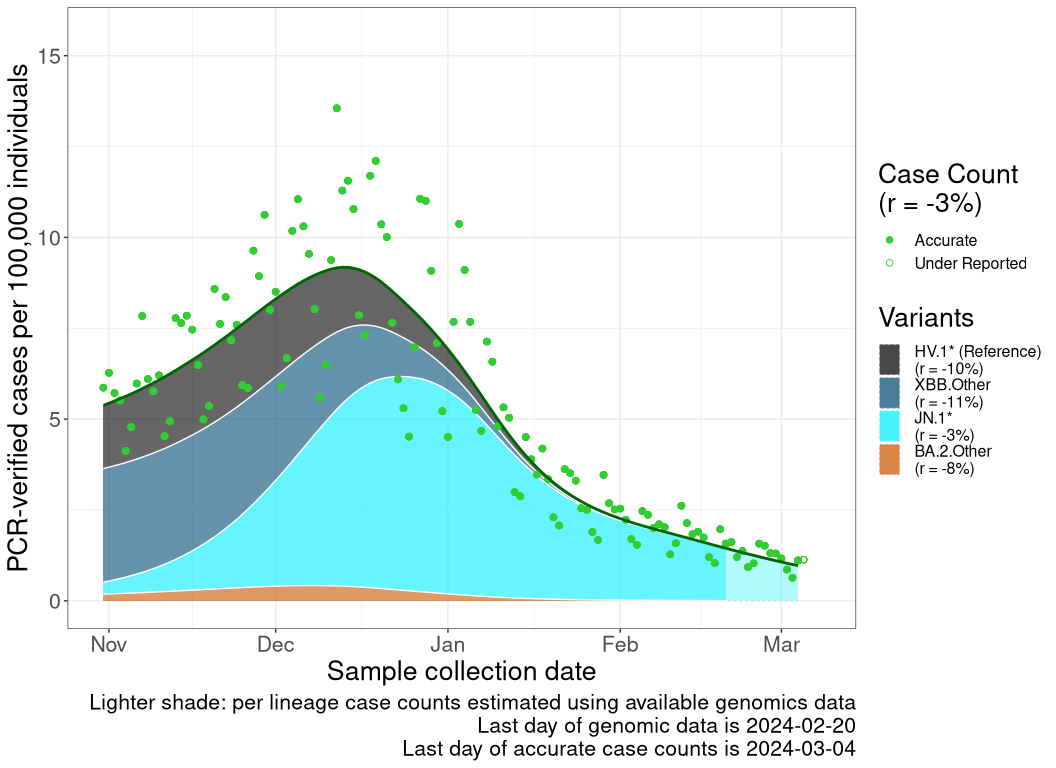 PCR-verified cases per 100,000 individuals
15
10
5
0
Nov
Dec
Jan
Feb
Mar
Sample collection date
Lighter shade: per lineage case counts estimated using available genomics data
Last day of genomic data is 2024-02-20
Last day of accurate case counts is 2024-03-04
Case Count
(r = -3%)
Accurate
Under Reported
Variants
HV.1* (Reference)
(r = -10%)
XBB.Other
(r = -11%)
JN.1*
(r = -3%)
BA.2.Other
(r = -8%)